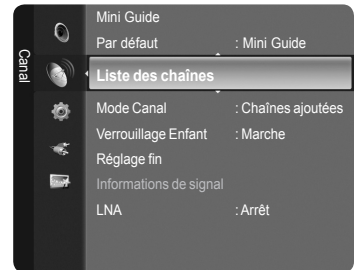 Canal
Mini Guide
Par défaut : Mini Guide
Liste des chaînes
Mode Canal : Chaînes ajoutées
Verrouillage Enfant : Marche
Réglage fin
Informations de signal
LNA : Arrêt